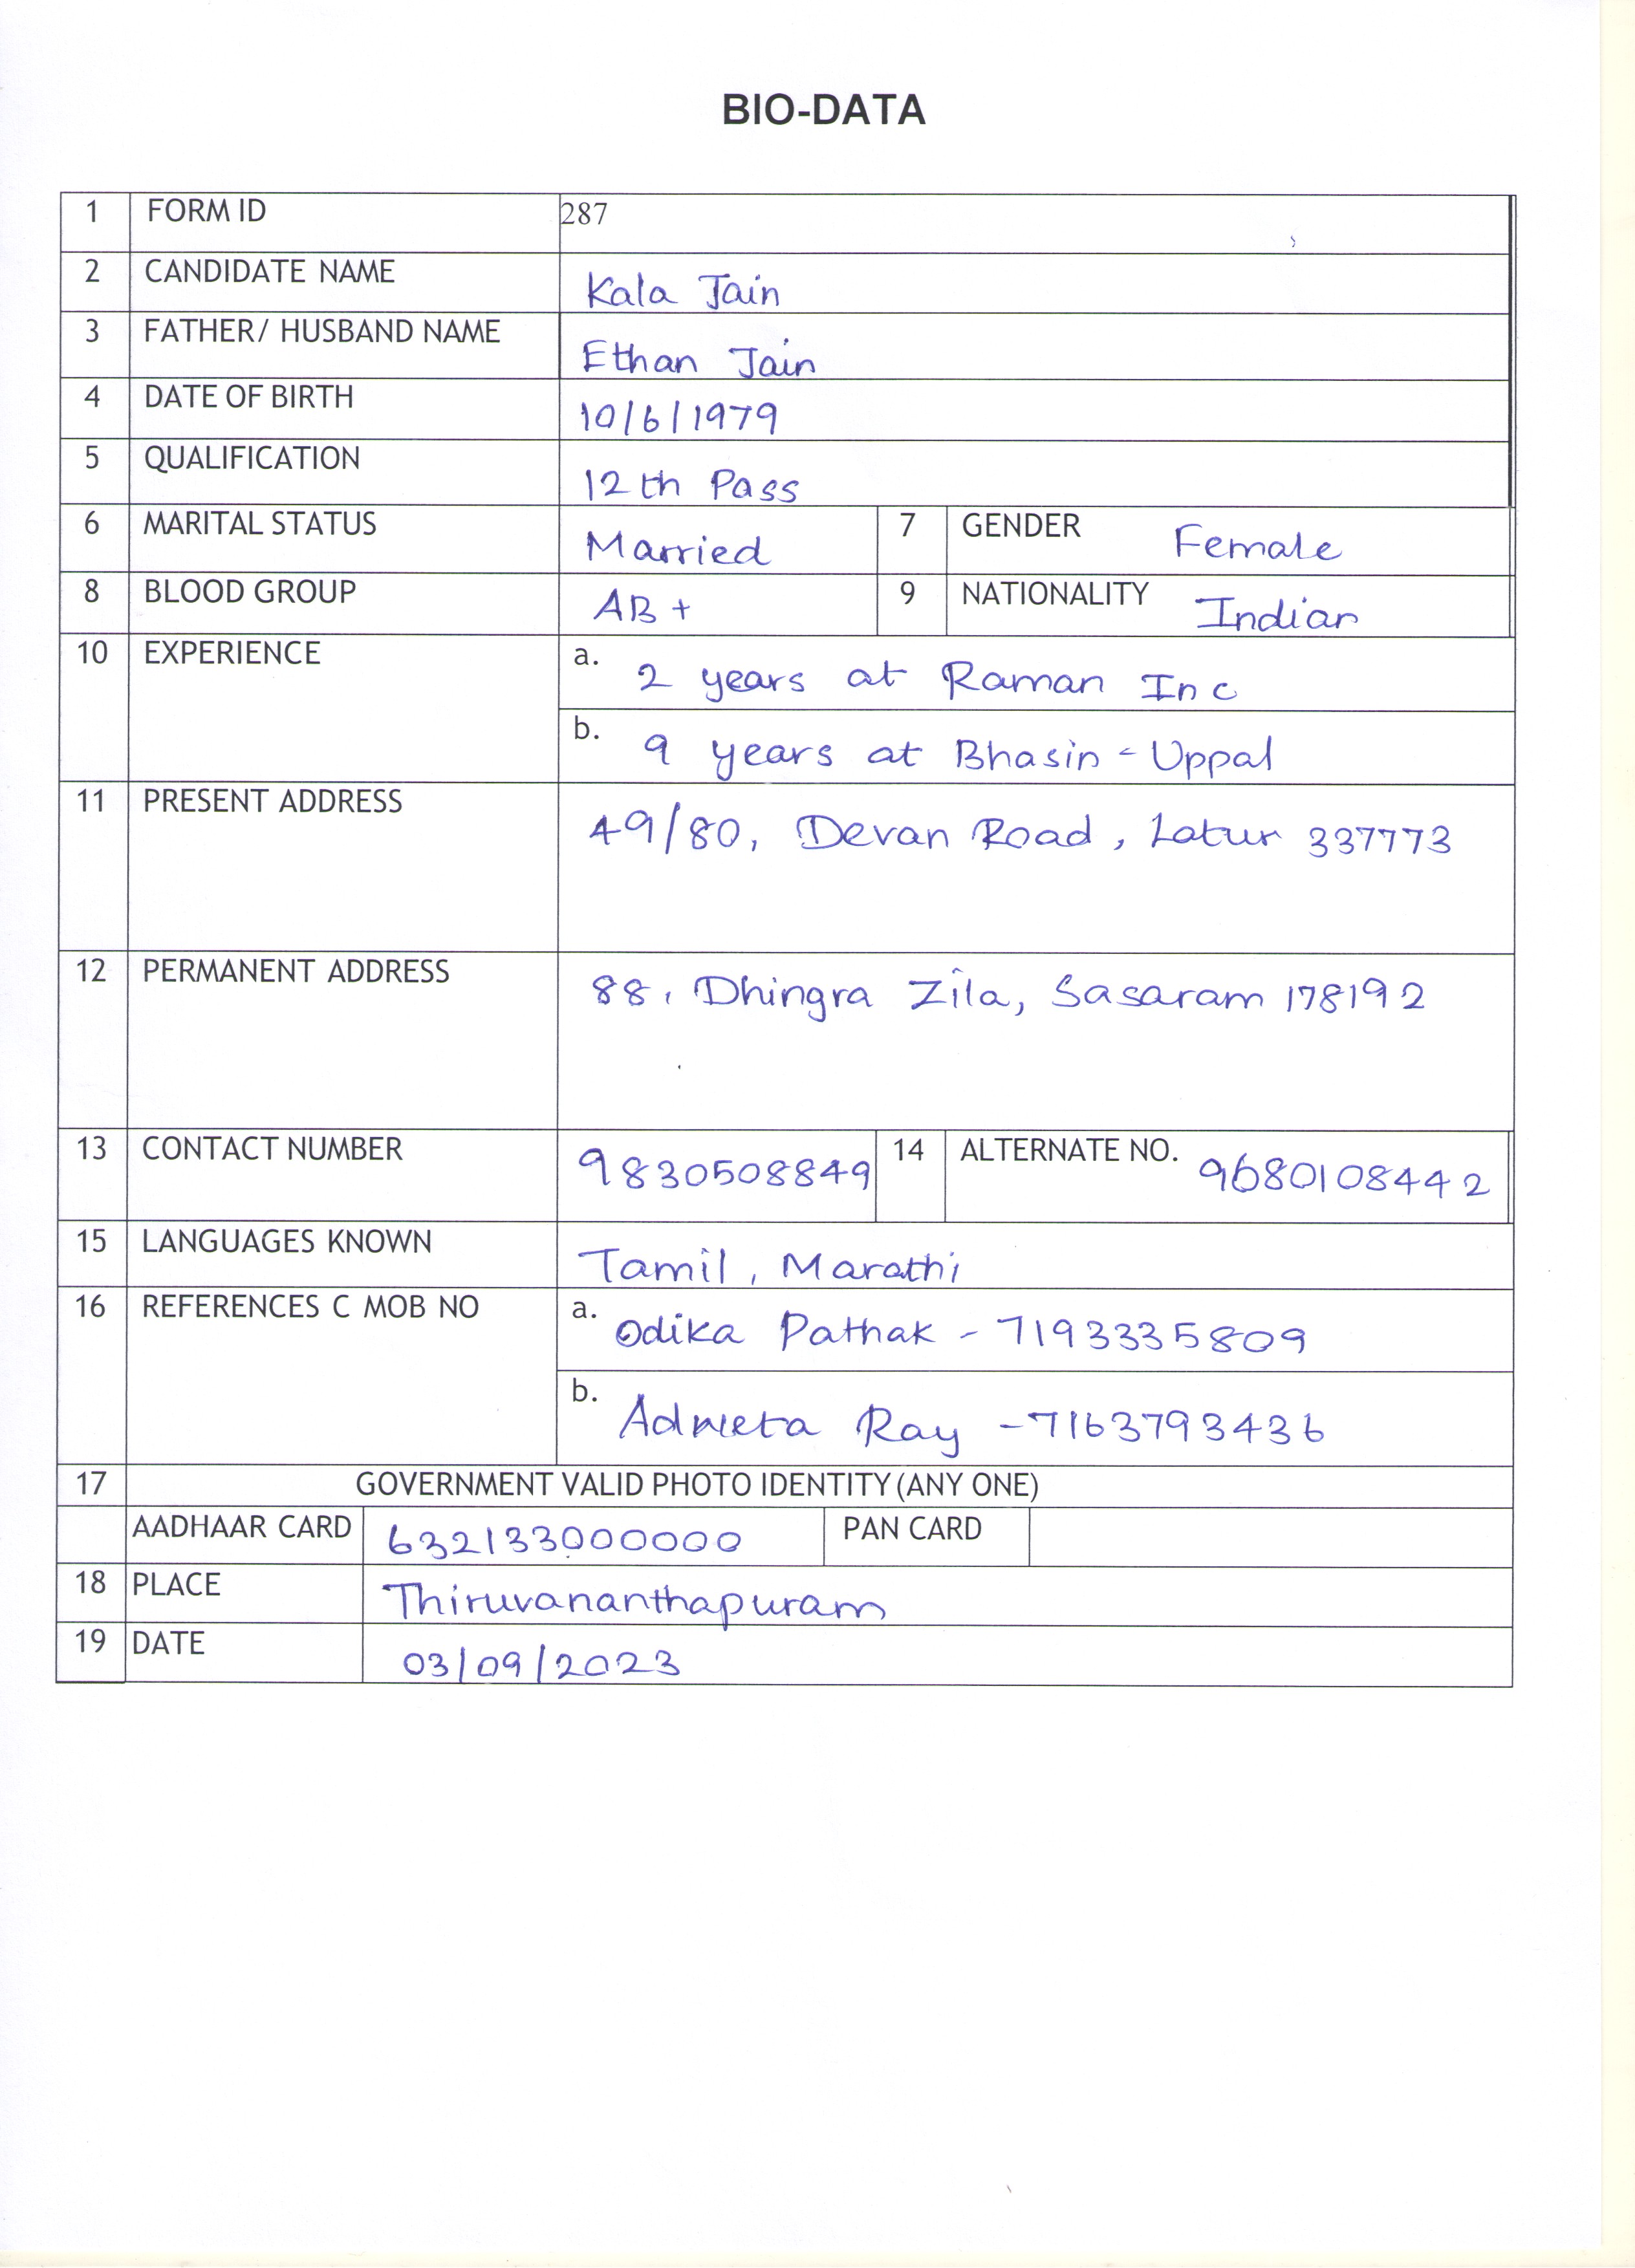 BIO-DATA
1 FORM ID 287
2 CANDIDATE NAME Kala Jain
3 FATHER/ HUSBAND NAME Ethan Jain
4 DATE OF BIRTH 10/6/1979
5 QUALIFICATION 12th Pass
6 MARITAL STATUS Married 7 GENDER Female
8 BLOOD GROUP AB+ 9 NATIONALITY Indian
10 EXPERIENCE a. 2 years at Raman Inc
b. 9 years at Bhasin-Uppal
11 PRESENT ADDRESS 49/80, Devan Road, Latur 337773
12 PERMANENT ADDRESS 88, Dhingra Zila, Sasaram 178192
13 CONTACT NUMBER 9830508849 14 ALTERNATE NO. 9680108442
15 LANGUAGES KNOWN Tamil, Marathi
16 REFERENCES C MOB NO a. Odika Pathak - 7193335809
b. Ray - 7163793436
17 GOVERNMENT VALID PHOTO IDENTITY (ANY ONE)
AADHAAR CARD 632133000000 PAN CARD
18 PLACE Thiruvananthapuram
19 DATE 03/09/2023